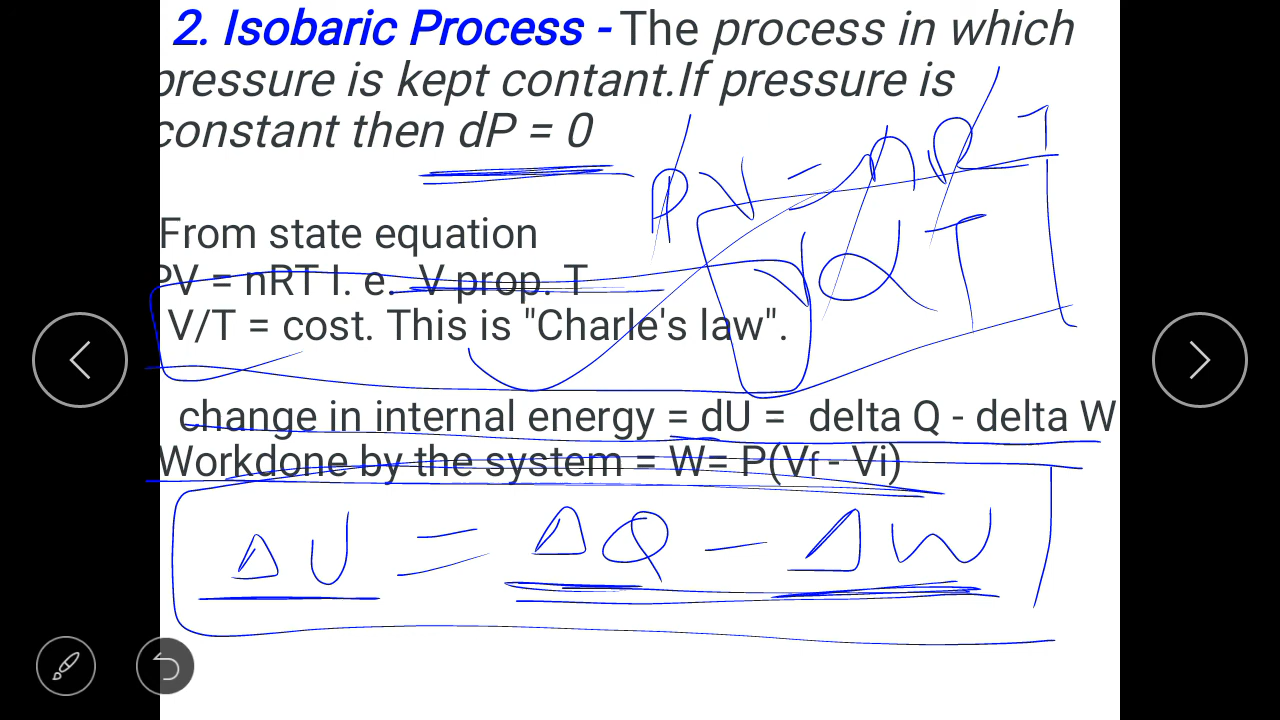 2. Isobaric Process - The process in which
pressure is kept contant.If pressure is
constant then dP = 0
PV = nRT
From state equation
V α T
PV = nRT I. e. V prop. T
V/T = cost. This is "Charle's law".
change in internal energy = dU = delta Q - delta W
Workdone by the system = W= P(Vf - Vi)
ΔU = ΔQ - ΔW